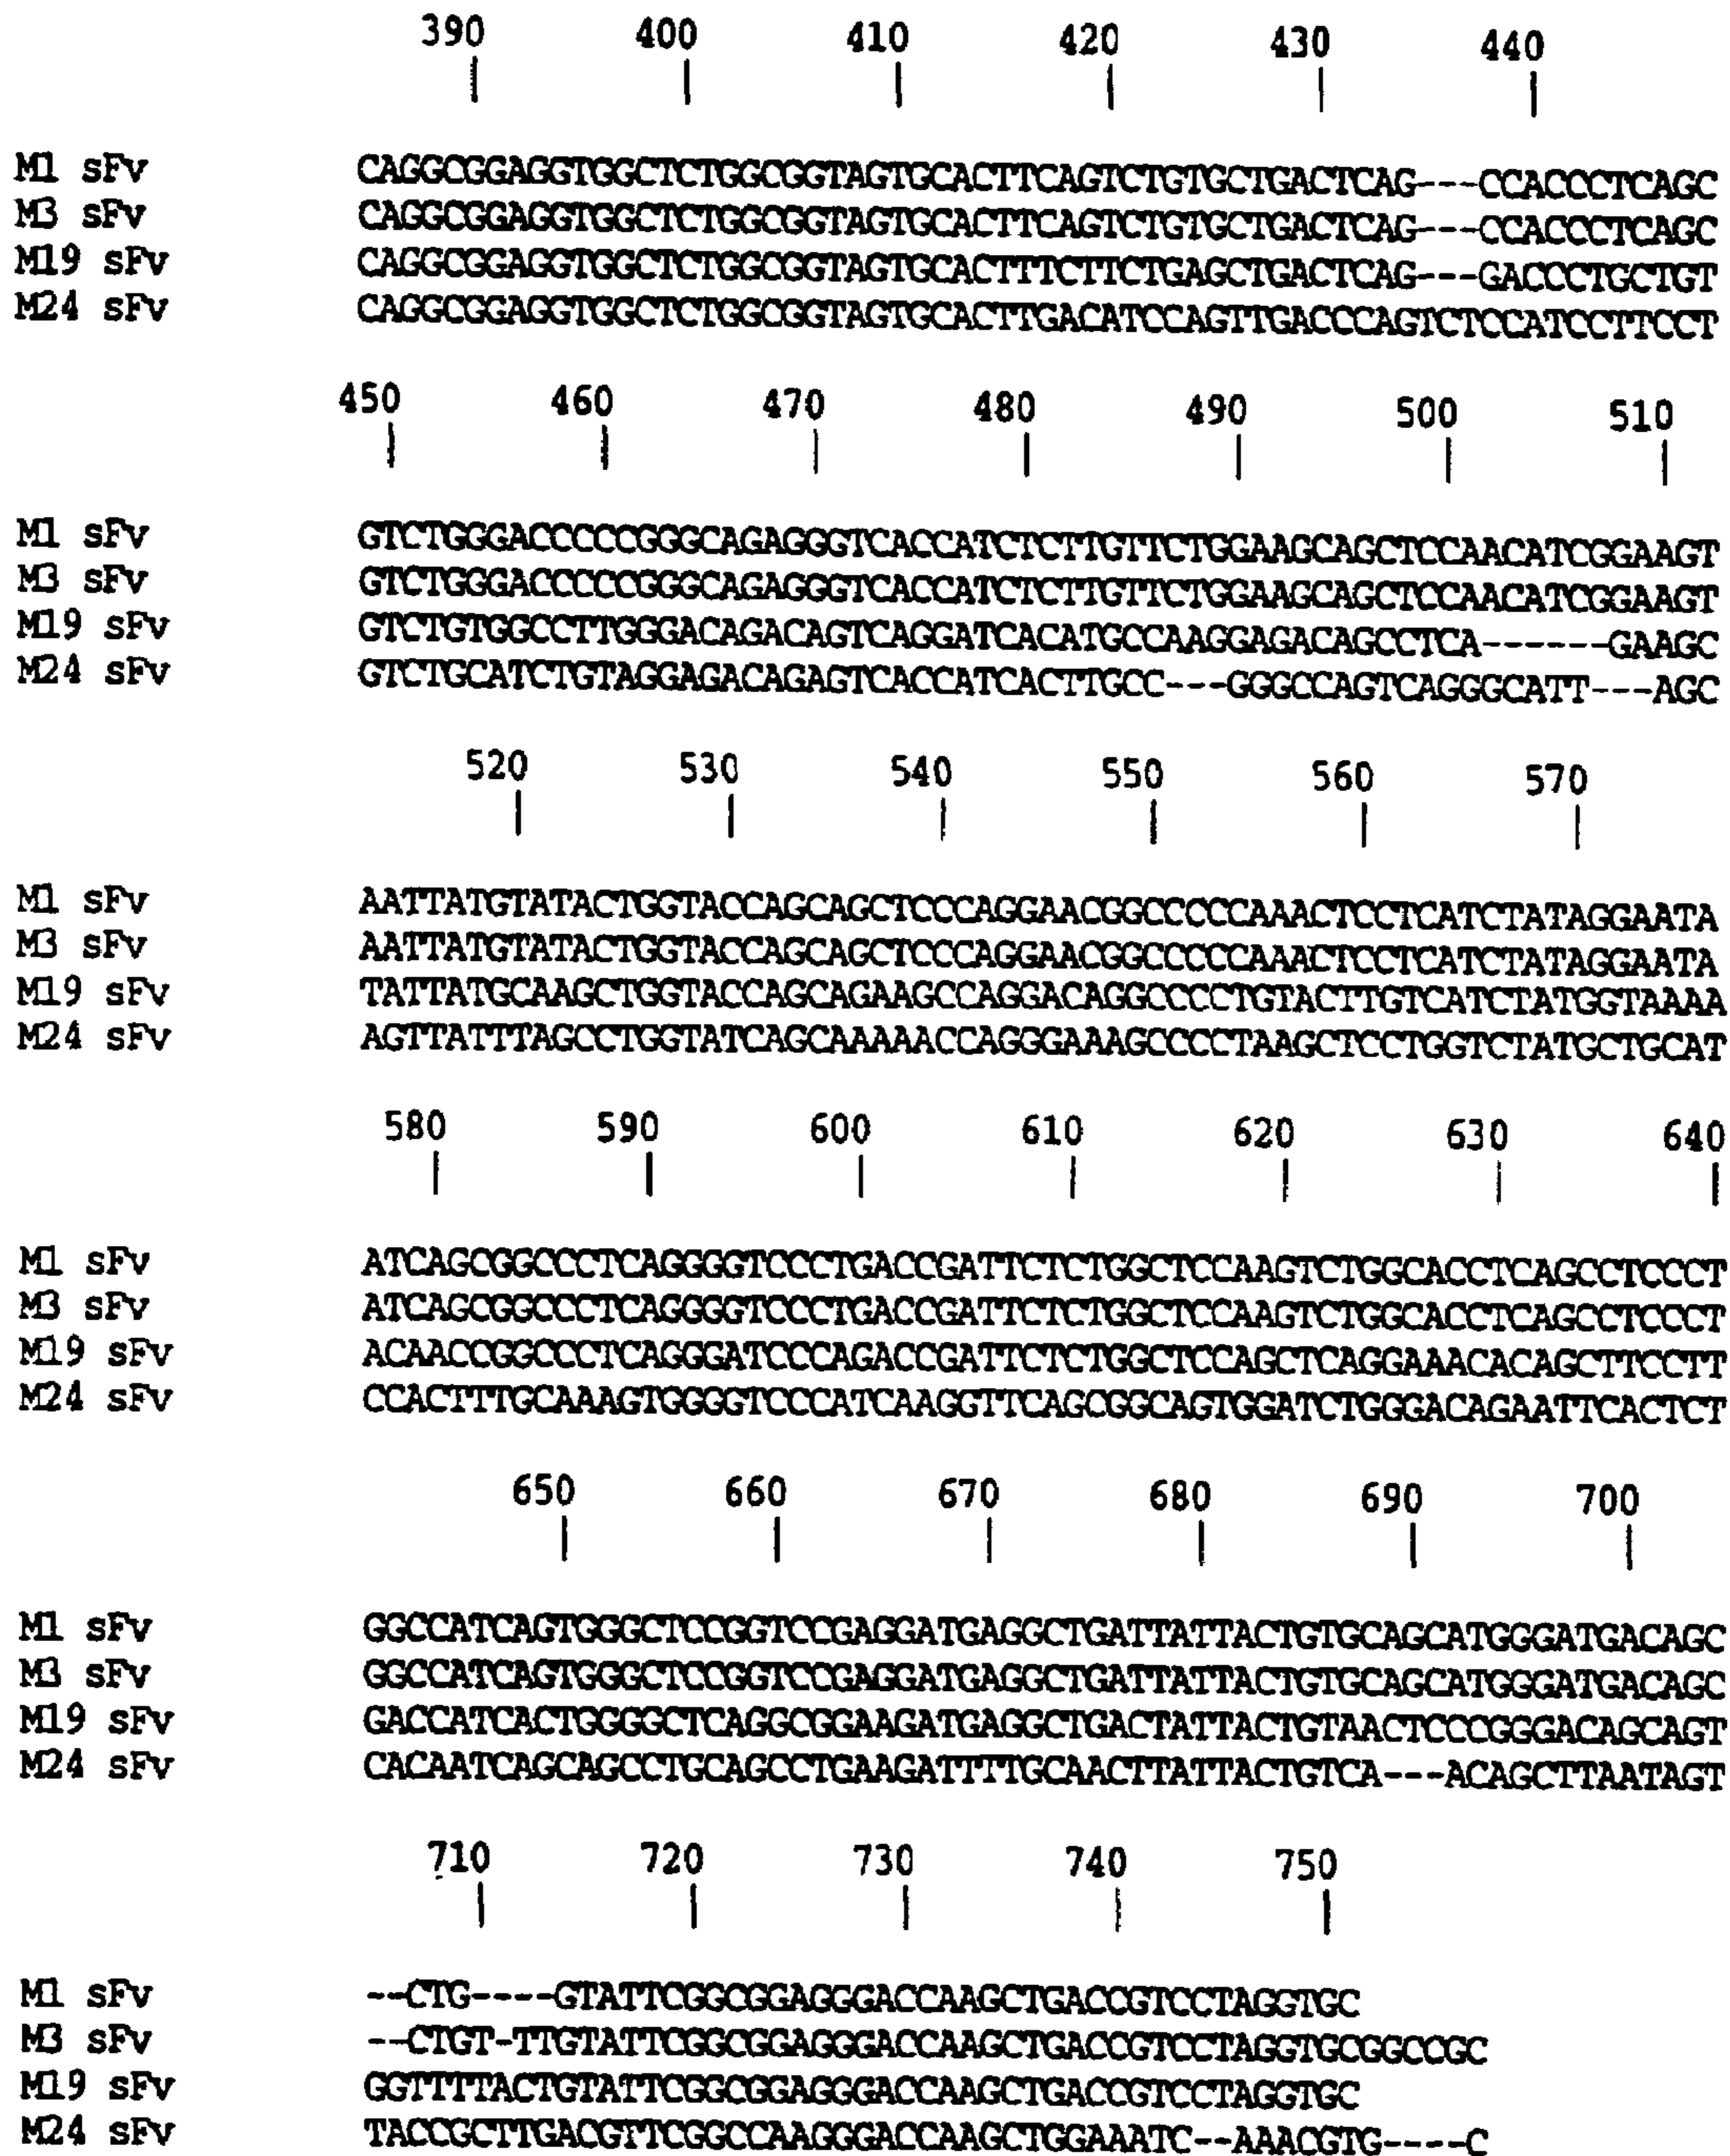 390 400 410 420 430 440
M1 sFv CAGGCGGAGGTGGCTCTGGCGGTAGTGCACTTCAGTCTGTGCTGACTCAG---CCACCCTCAGC
M3 sFv CAGGCGGAGGTGGCTCTGGCGGTAGTGCACTTCAGTCTGTGCTGACTCAG---CCACCCTCAGC
M19 sFv CAGGCGGAGGTGGCTCTGGCGGTAGTGCACTTTCTTCTGAGCTGACTCAG---GACCCTGCTGT
M24 sFv CAGGCGGAGGTGGCTCTGGCGGTAGTGCACTTGACATCCAGTTGACCCAGTCTCCATCCTTCCT
450 460 470 480 490 500 510
M1 sFv GTCTGGGACCCCCGGGCAGAGGGTCACCATCTCTTGTTCTGGAAGCAGCTCCAACATCGGAAGT
M3 sFv GTCTGGGACCCCCGGGCAGAGGGTCACCATCTCTTGTTCTGGAAGCAGCTCCAACATCGGAAGT
M19 sFv GTCTGTGGCCTTGGGACAGACAGTCAGGATCACATGCCAAGGAGACAGCCTCA------GAAGC
M24 sFv GTCTGCATCTGTAGGAGACAGAGTCACCATCACTTGCC---GGGCCAGTCAGGGCATT---AGC
520 530 540 550 560 570
M1 sFv AATTATGTATACTGGTACCAGCAGCTCCCAGGAACGGCCCCCAAACTCCTCATCTATAGGAATA
M3 sFv AATTATGTATACTGGTACCAGCAGCTCCCAGGAACGGCCCCCAAACTCCTCATCTATAGGAATA
M19 sFv TATTATGCAAGCTGGTACCAGCAGAAGCCAGGACAGGCCCCTGTACTTGTCATCTATGGTAAAA
M24 sFv AGTTATTTAGCCTGGTATCAGCAAAAACCAGGGAAAGCCCCTAAGCTCCTGGTCTATGCTGCAT
580 590 600 610 620 630 640
M1 sFv ATCAGCGGCCCTCAGGGGTCCCTGACCGATTCTCTGGCTCCAAGTCTGGCACCTCAGCCTCCCT
M3 sFv ATCAGCGGCCCTCAGGGGTCCCTGACCGATTCTCTGGCTCCAAGTCTGGCACCTCAGCCTCCCT
M19 sFv ACAACCGGCCCTCAGGGATCCCAGACCGATTCTCTGGCTCCAGCTCAGGAAACACAGCTTCCTT
M24 sFv CCACTTTGCAAAGTGGGGTCCCATCAAGGTTCAGCGGCAGTGGATCTGGGACAGAATTCACTCT
650 660 670 680 690 700
M1 sFv GGCCATCAGTGGGCTCCGGTCCGAGGATGAGGCTGATTATTACTGTGCAGCATGGGATGACAGC
M3 sFv GGCCATCAGTGGGCTCCGGTCCGAGGATGAGGCTGATTATTACTGTGCAGCATGGGATGACAGC
M19 sFv GACCATCACTGGGGCTCAGGCGGAAGATGAGGCTGACTATTACTGTAACTCCCGGGACAGCAGT
M24 sFv CACAATCAGCAGCCTGCAGCCTGAAGATTTTGCAACTTATTACTGTCA---ACAGCTTAATAGT
710 720 730 740 750
M1 sFv --CTG----GTATTCGGCGGAGGGACCAAGCTGACCGTCCTAGGTGC
M3 sFv --CTGT-TTGTATTCGGCGGAGGGACCAAGCTGACCGTCCTAGGTGCGGCCGC
M19 sFv GGTTTTACTGTATTCGGCGGAGGGACCAAGCTGACCGTCCTAGGTGC
M24 sFv TACCGCTTGACGTTCGGCCAAGGGACCAAGCTGGAAATC--AAACGTG----C